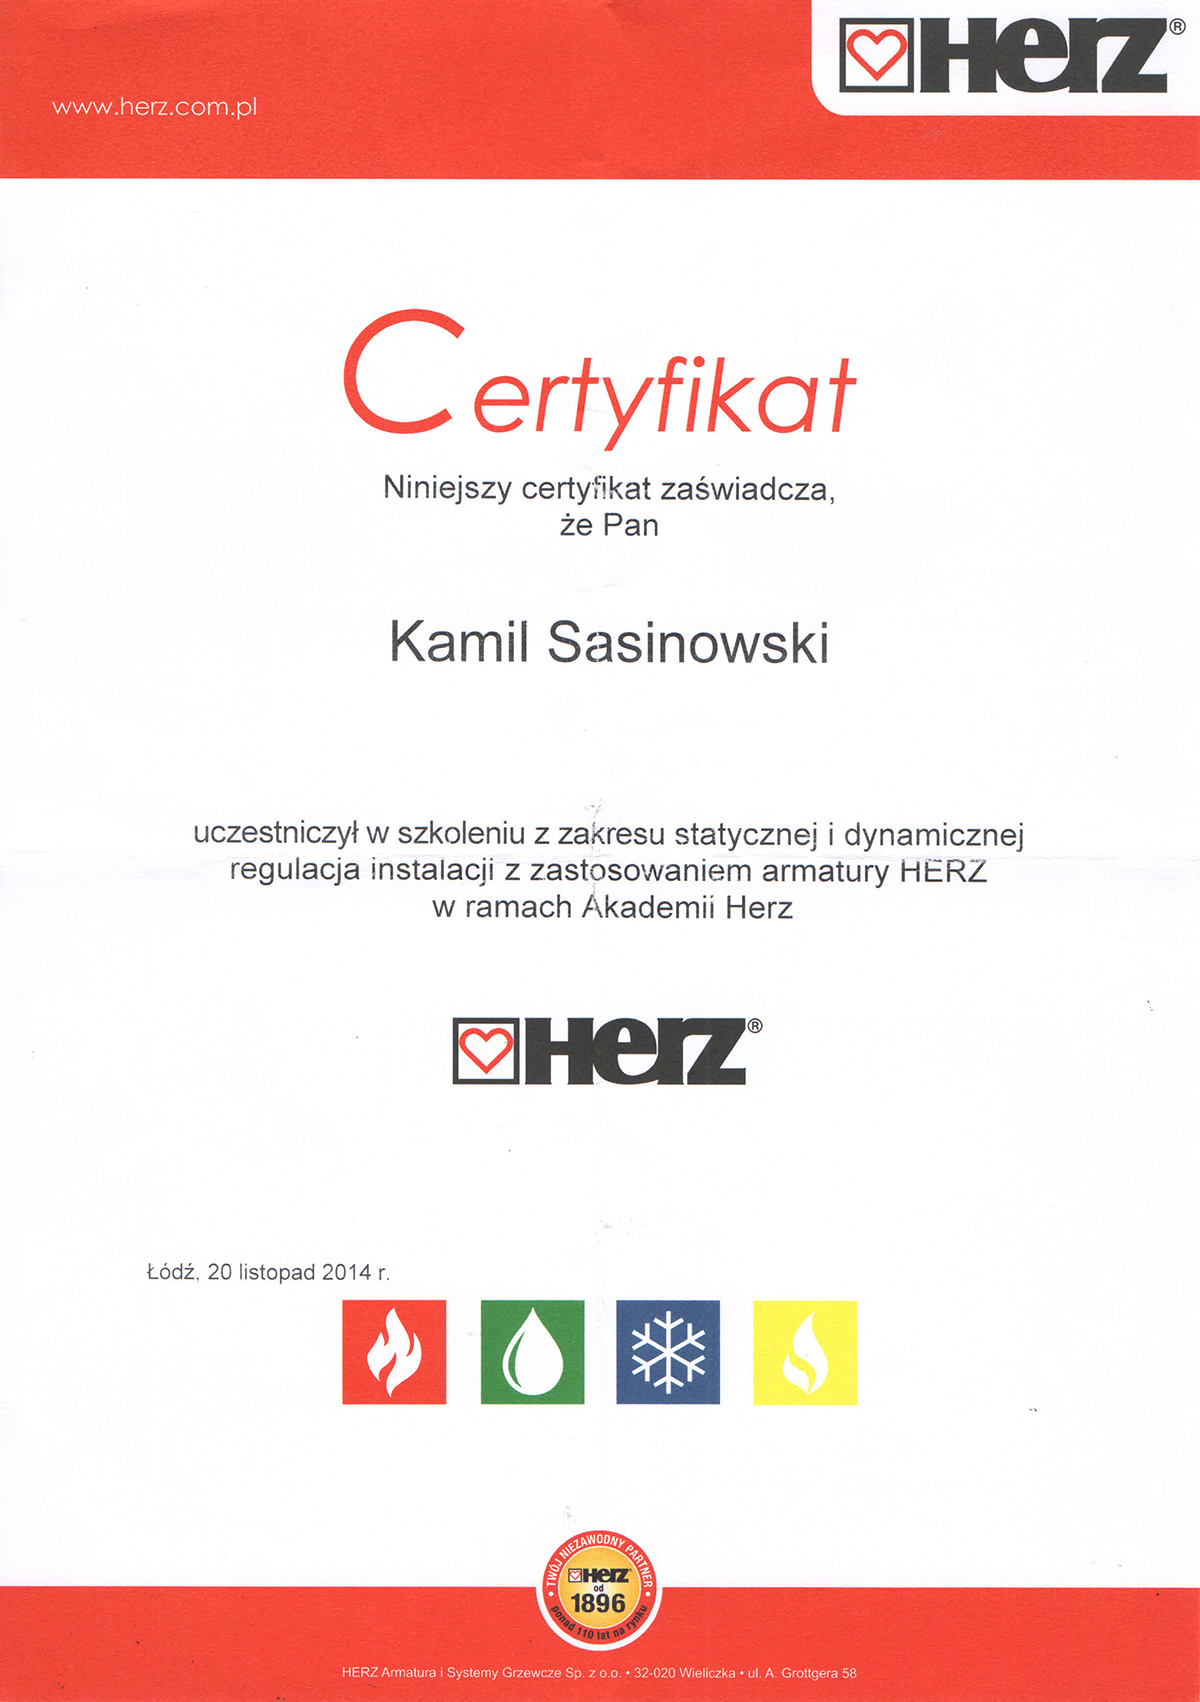 www.herz.com.pl
Herz®
Certyfikat
Niniejszy certyfikat zaświadcza,
że Pan
Kamil Sasinowski
uczestniczył w szkoleniu z zakresu statycznej i dynamicznej
regulacja instalacji z zastosowaniem armatury HERZ
w ramach Akademii Herz
Herz®
Łódź, 20 listopad 2014 r.
• TWÓJ NIEZAWODNY PARTNER •
Herz
od
1896
ponad 110 lat na rynku
HERZ Armatura i Systemy Grzewcze Sp. z o.o. • 32-020 Wieliczka • ul. A. Grottgera 58